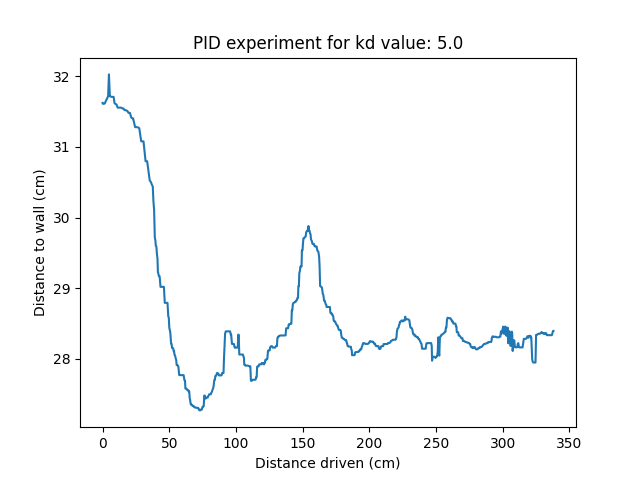 PID experiment for kd value: 5.0
32
31
30
29
28
Distance to wall (cm)
0 50 100 150 200 250 300 350
Distance driven (cm)